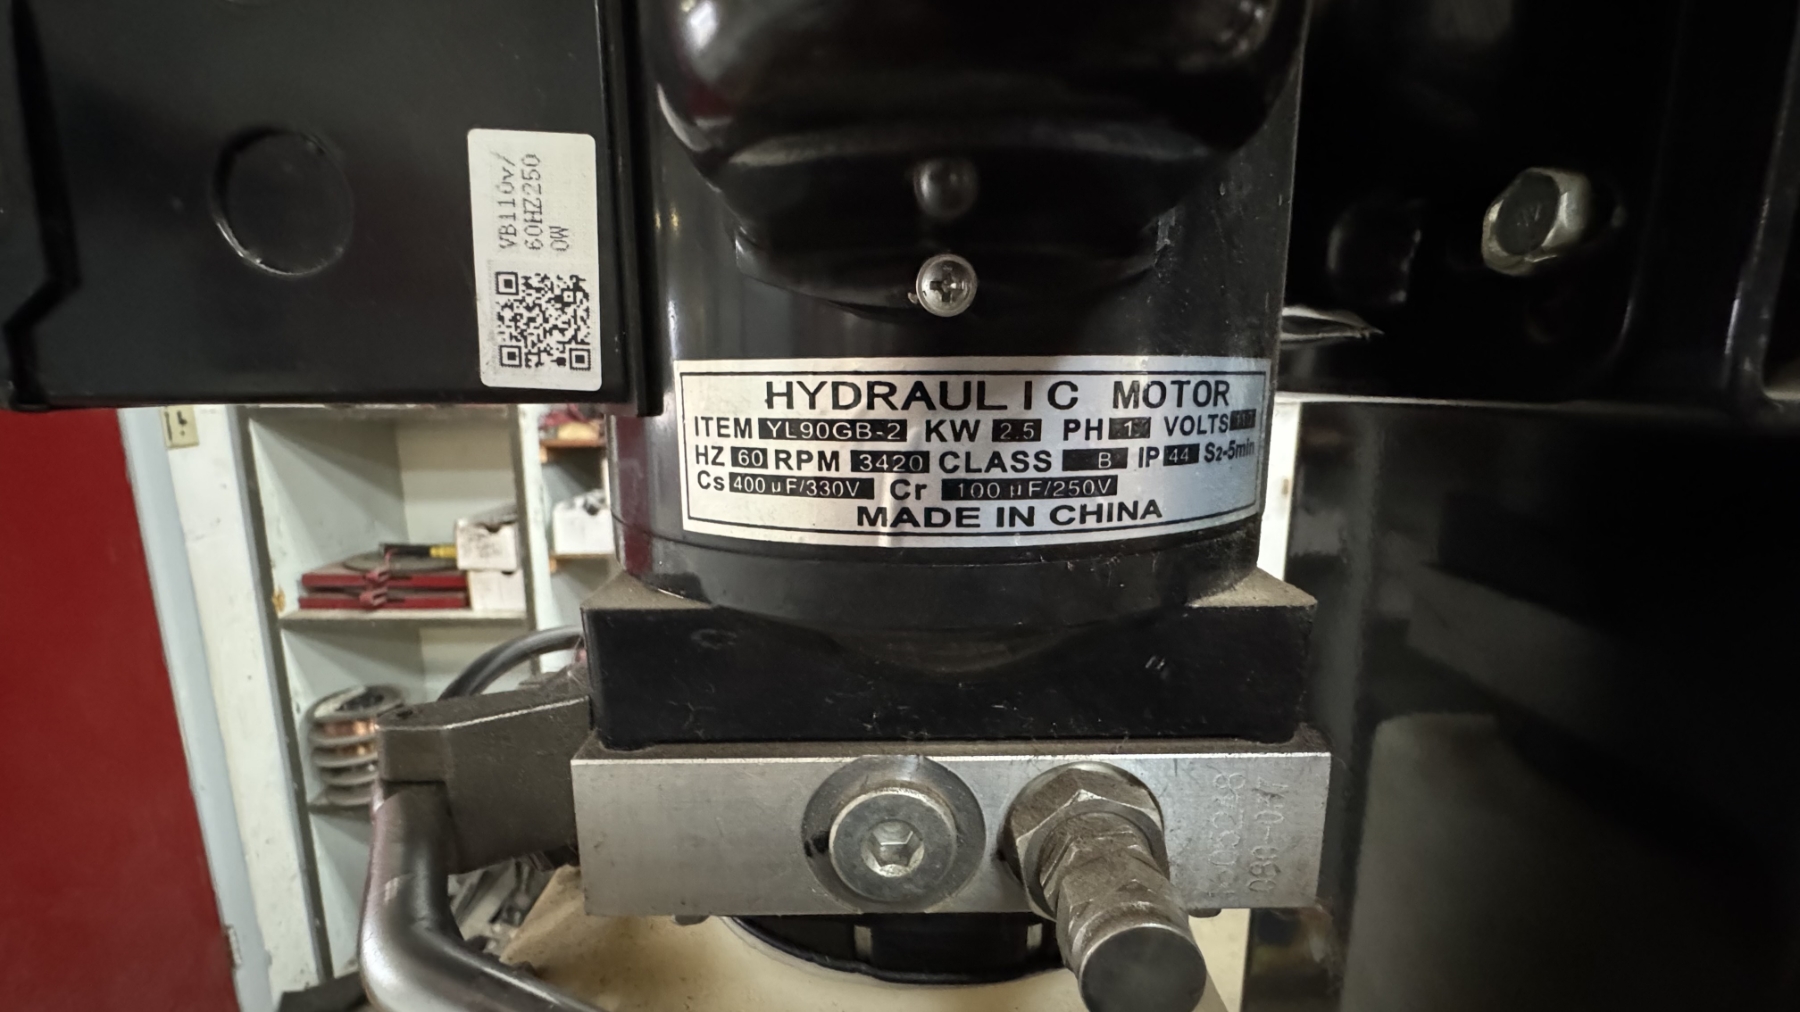 VB110v/
60HZ250
0W
HYDRAULIC MOTOR
ITEM YL90GB-2 KW 2.5 PH 1 VOLTS
HZ 60 RPM 3420 CLASS B IP 44 S2-5min
Cs 400μF/330V Cr 100μF/250V
MADE IN CHINA